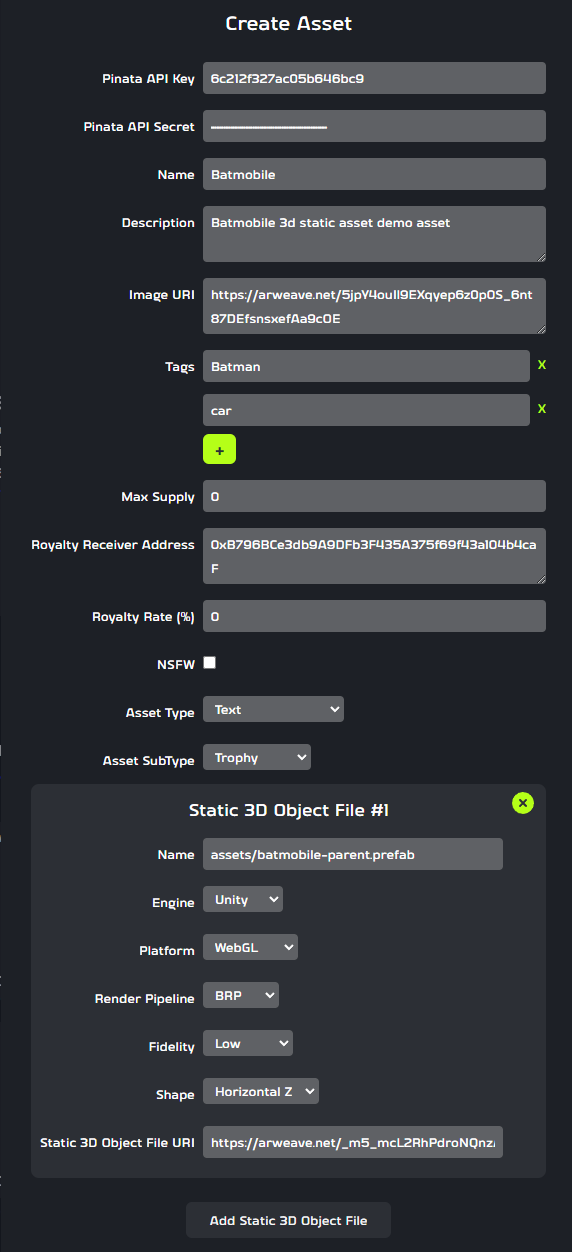 Create Asset
Pinata API Key 6c212f327ac05b646bc9
Pinata API Secret
Name Batmobile
Description Batmobile 3d static asset demo asset
Image URI https://arweave.net/5jpY4ouIl9EXqyep6z0p0S_6nt
87DEfsnsxefAa9cOE
Tags Batman X
car X
+
Max Supply 0
Royalty Receiver Address 0xB796BCe3db9A9DFb3F435A375f69f43a104b4ca
F
Royalty Rate (%) 0
NSFW
Asset Type Text
Asset SubType Trophy
Static 3D Object File #1
Name assets/batmobile-parent.prefab
Engine Unity
Platform WebGL
Render Pipeline BRP
Fidelity Low
Shape Horizontal Z
Static 3D Object File URI https://arweave.net/_m5_mcL2RhPdroNQnz
Add Static 3D Object File